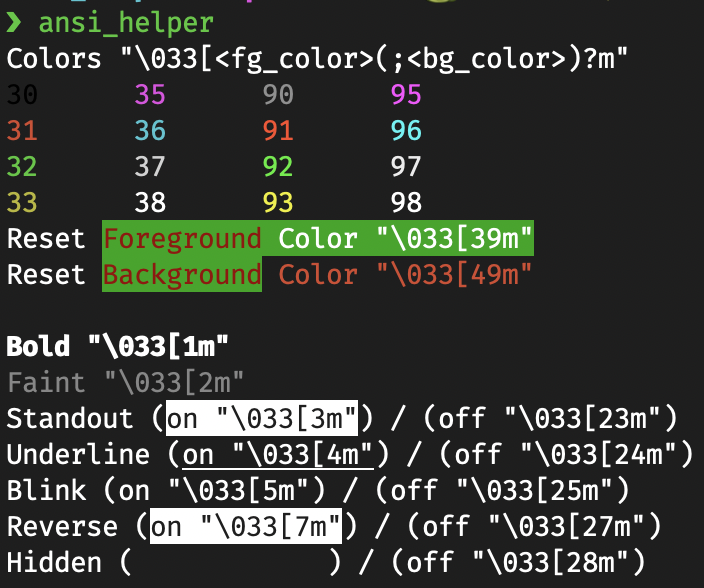 ❯ ansi_helper
Colors "\033[<fg_color>(;<bg_color>)?m"
30 35 90 95
31 36 91 96
32 37 92 97
33 38 93 98
Reset Foreground Color "\033[39m"
Reset Background Color "\033[49m"
Bold "\033[1m"
Faint "\033[2m"
Standout (on "\033[3m") / (off "\033[23m")
Underline (on "\033[4m") / (off "\033[24m")
Blink (on "\033[5m") / (off "\033[25m")
Reverse (on "\033[7m") / (off "\033[27m")
Hidden ( ) / (off "\033[28m")